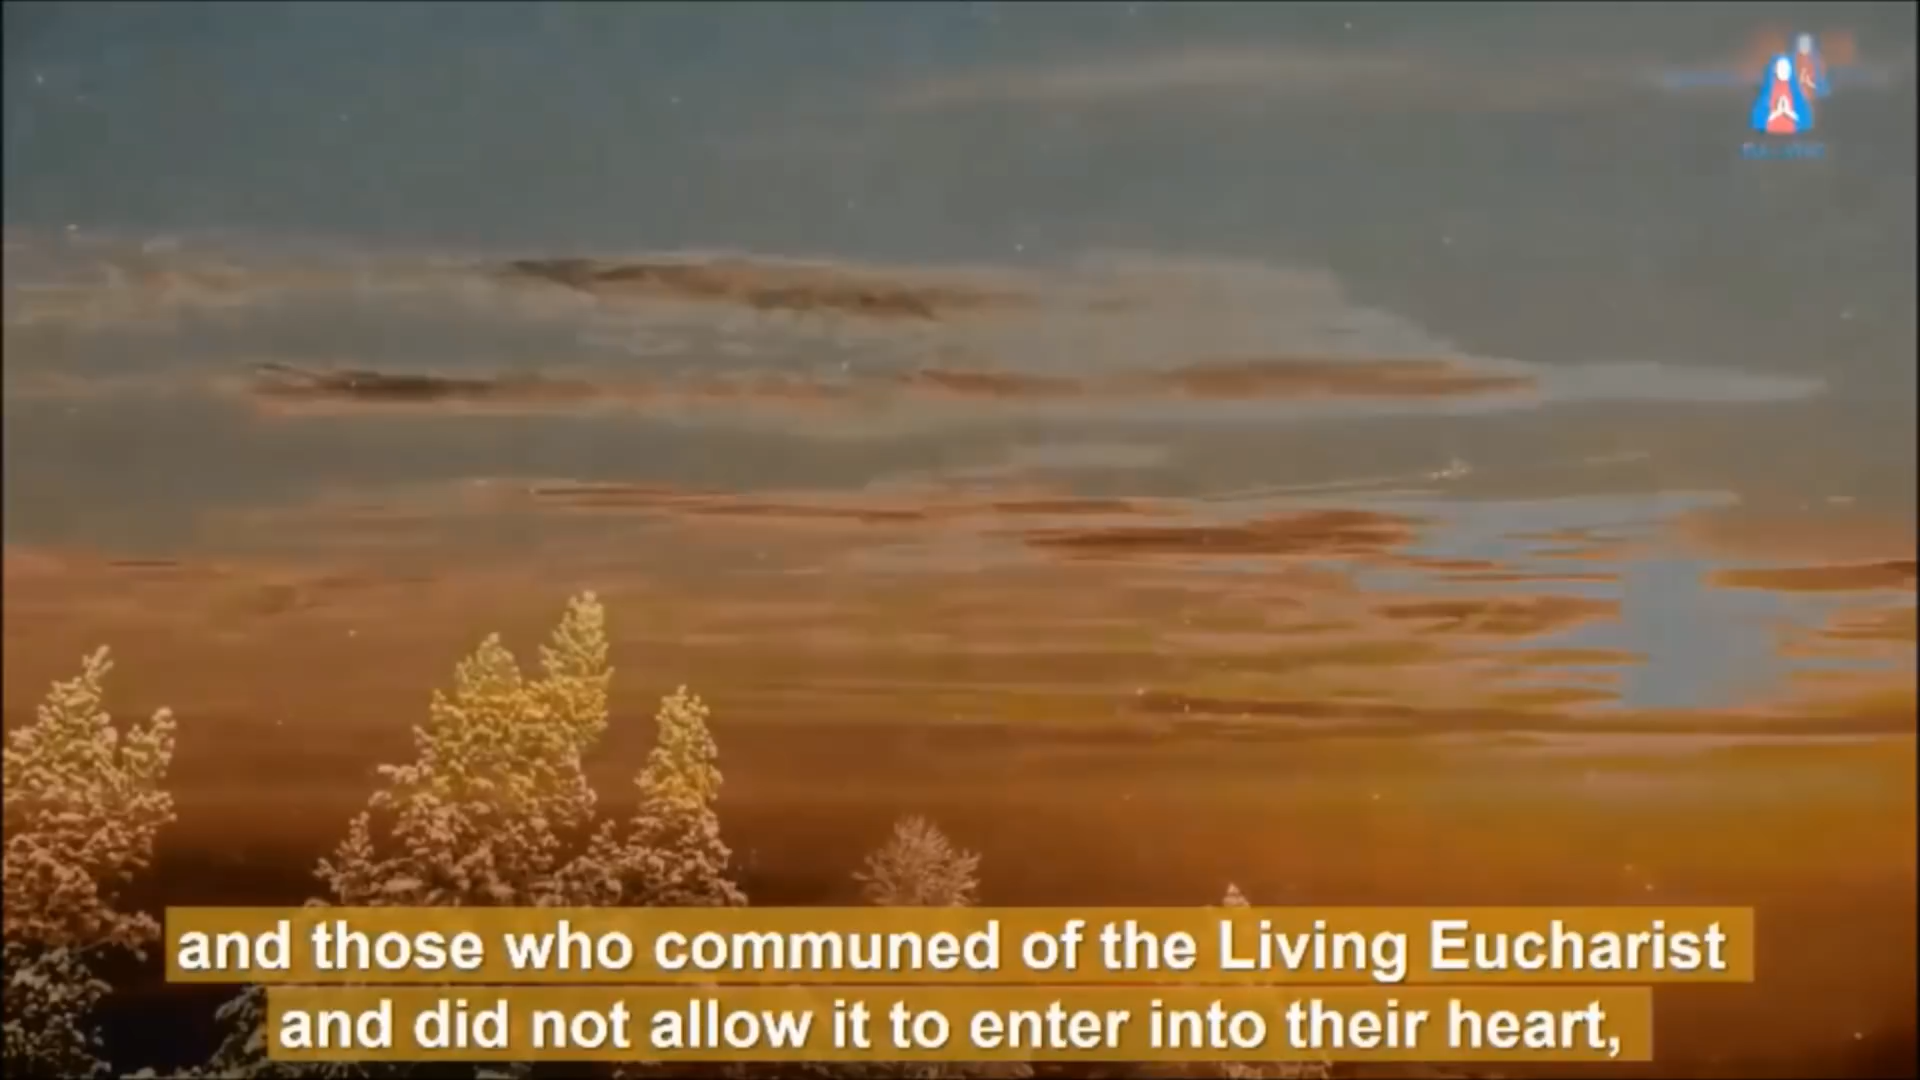 and those who communed of the Living Eucharist
and did not allow it to enter into their heart,